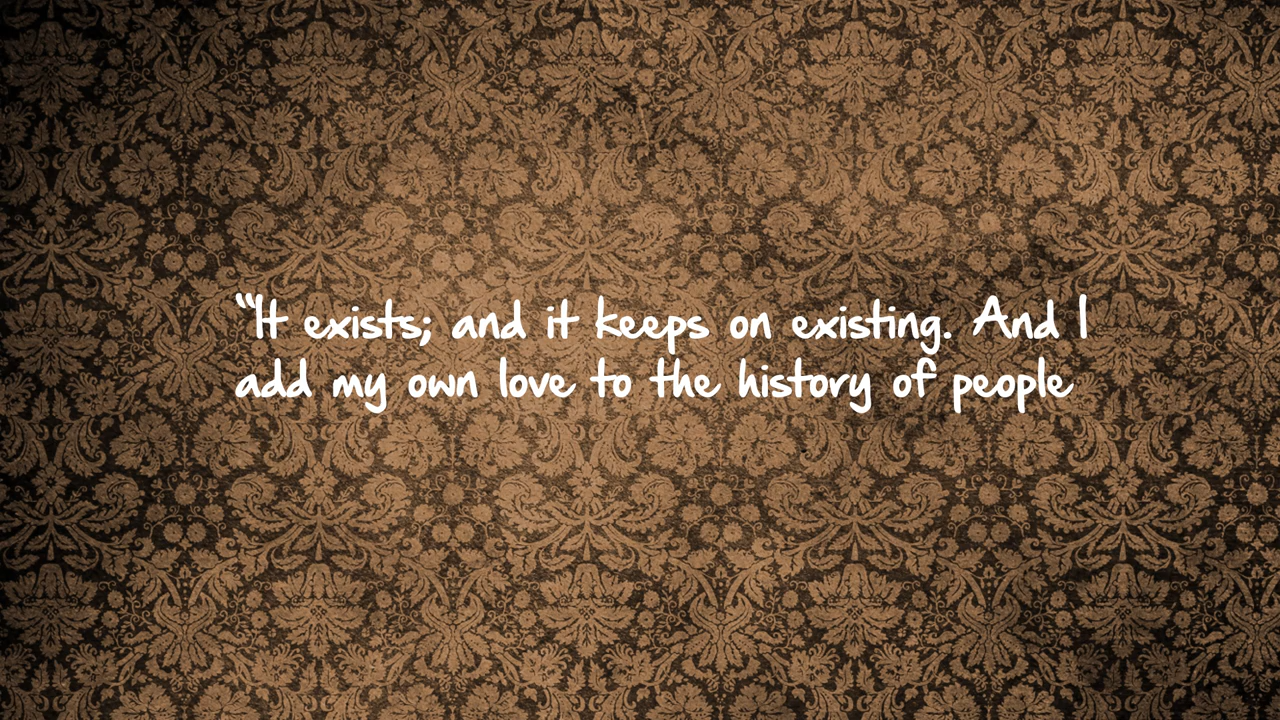 “It exists; and it keeps on existing. And I
add my own love to the history of people